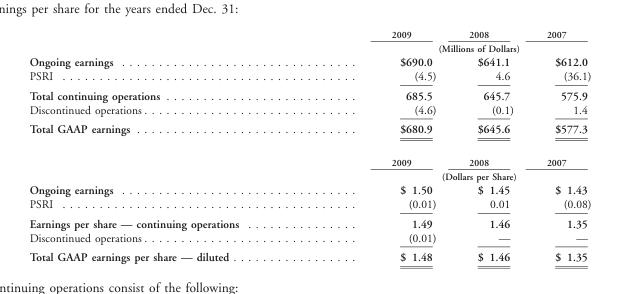 nings per share for the years ended Dec. 31:
2009 2008 2007
(Millions of Dollars)
Ongoing earnings . . . . . . . . . . . . . . . . . . . . . . . . . . . . . . . . . . . $690.0 $641.1 $612.0
PSRI . . . . . . . . . . . . . . . . . . . . . . . . . . . . . . . . . . . . . . . . . . . (4.5) 4.6 (36.1)
Total continuing operations . . . . . . . . . . . . . . . . . . . . . . . . . . . . 685.5 645.7 575.9
Discontinued operations . . . . . . . . . . . . . . . . . . . . . . . . . . . . . . . (4.6) (0.1) 1.4
Total GAAP earnings . . . . . . . . . . . . . . . . . . . . . . . . . . . . . . . . . $680.9 $645.6 $577.3
2009 2008 2007
(Dollars per Share)
Ongoing earnings . . . . . . . . . . . . . . . . . . . . . . . . . . . . . . . . . . . $ 1.50 $ 1.45 $ 1.43
PSRI . . . . . . . . . . . . . . . . . . . . . . . . . . . . . . . . . . . . . . . . . . . (0.01) 0.01 (0.08)
Earnings per share — continuing operations . . . . . . . . . . . . . . . . 1.49 1.46 1.35
Discontinued operations . . . . . . . . . . . . . . . . . . . . . . . . . . . . . . . (0.01) — —
Total GAAP earnings per share — diluted . . . . . . . . . . . . . . . . . . $ 1.48 $ 1.46 $ 1.35
ntinuing operations consist of the following: